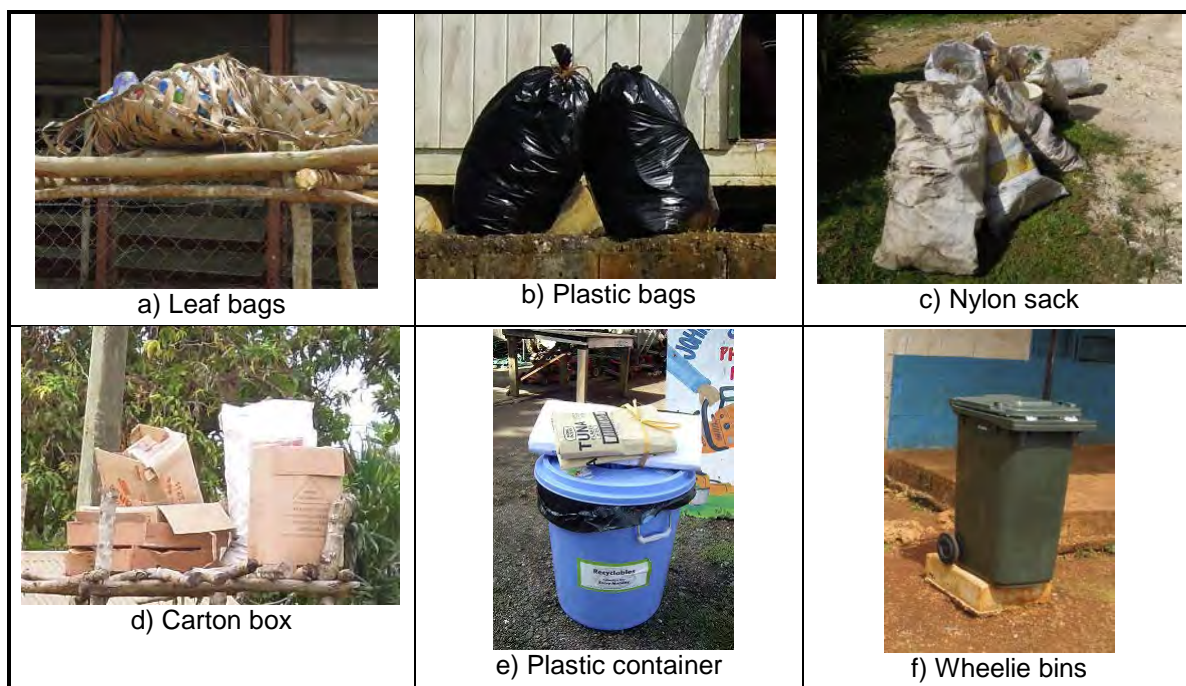 a) Leaf bags
b) Plastic bags
c) Nylon sack
d) Carton box
TUNA
Recyclables
e) Plastic container
f) Wheelie bins